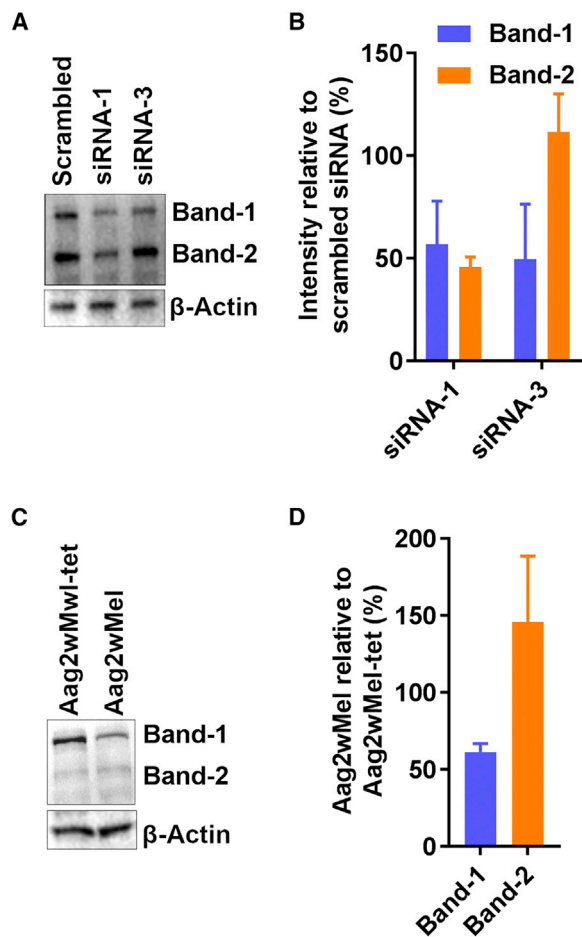 A
Scrambled
siRNA-1
siRNA-3
Band-1
Band-2
β-Actin
B
Band-1
Band-2
Intensity relative to
scrambled siRNA (%)
150
100
50
0
siRNA-1
siRNA-3
C
Aag2wMwl-tet
Aag2wMel
Band-1
Band-2
β-Actin
D
Aag2wMel relative to
Aag2wMel-tet (%)
200
150
100
50
0
Band-1
Band-2